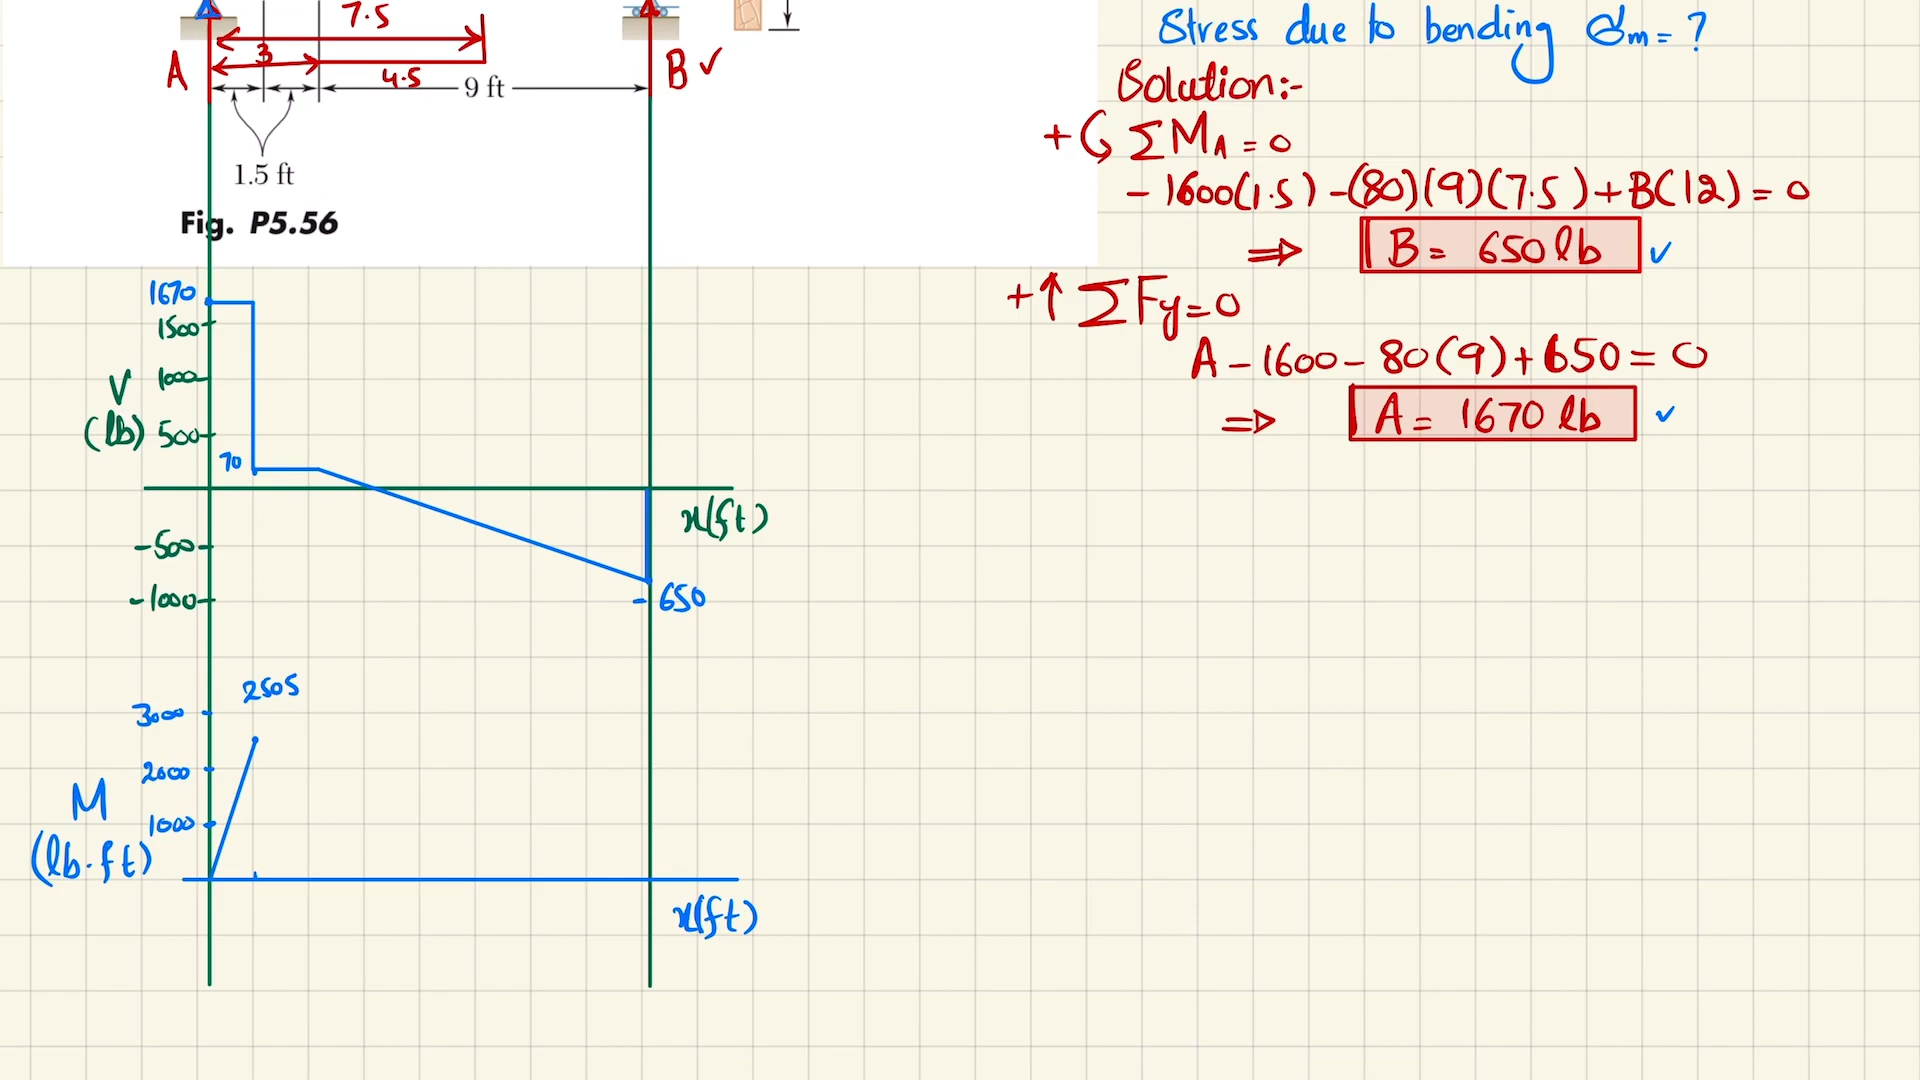 7.5
A
3
4.5
9 ft
B ✓
1.5 ft
Fig. P5.56
Stress due to bending σm = ?
Solution:-
+ ↺ ΣMA = 0
- 1600(1.5) - (80)(9)(7.5) + B(12) = 0
⇒ B = 650 lb ✓
+↑ ΣFy = 0
A - 1600 - 80(9) + 650 = 0
⇒ A = 1670 lb ✓
1670
1500
V
(lb)
1000
500
70
x(ft)
-500
-1000
-650
2505
3000
2000
M
(lb.ft)
1000
x(ft)